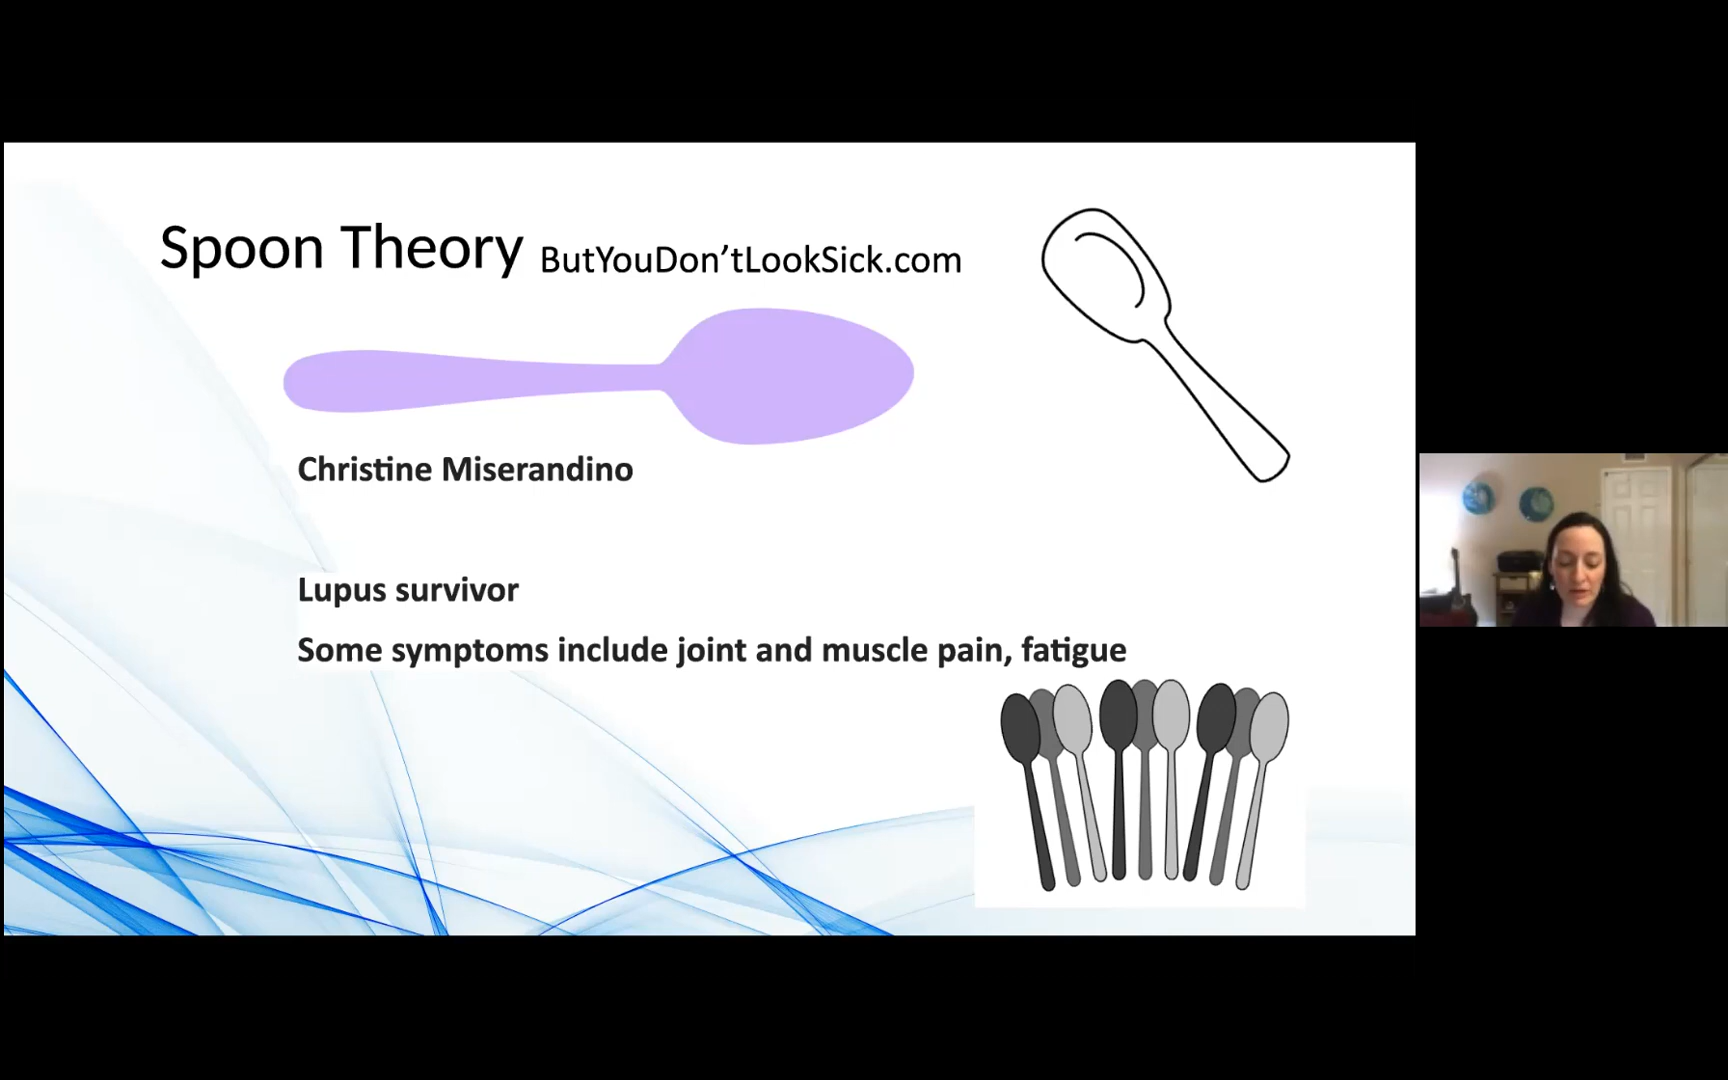 Spoon Theory ButYouDon’tLookSick.com
Christine Miserandino
Lupus survivor
Some symptoms include joint and muscle pain, fatigue